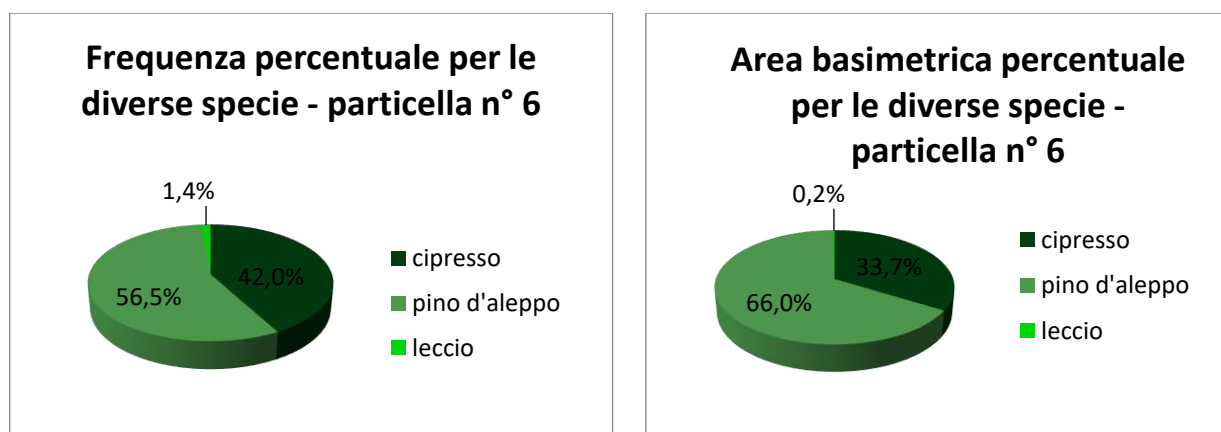 Frequenza percentuale per le
diverse specie - particella n° 6
1,4%
42,0%
56,5%
cipresso
pino d'aleppo
leccio
Area basimetrica percentuale
per le diverse specie -
particella n° 6
0,2%
33,7%
66,0%
cipresso
pino d'aleppo
leccio